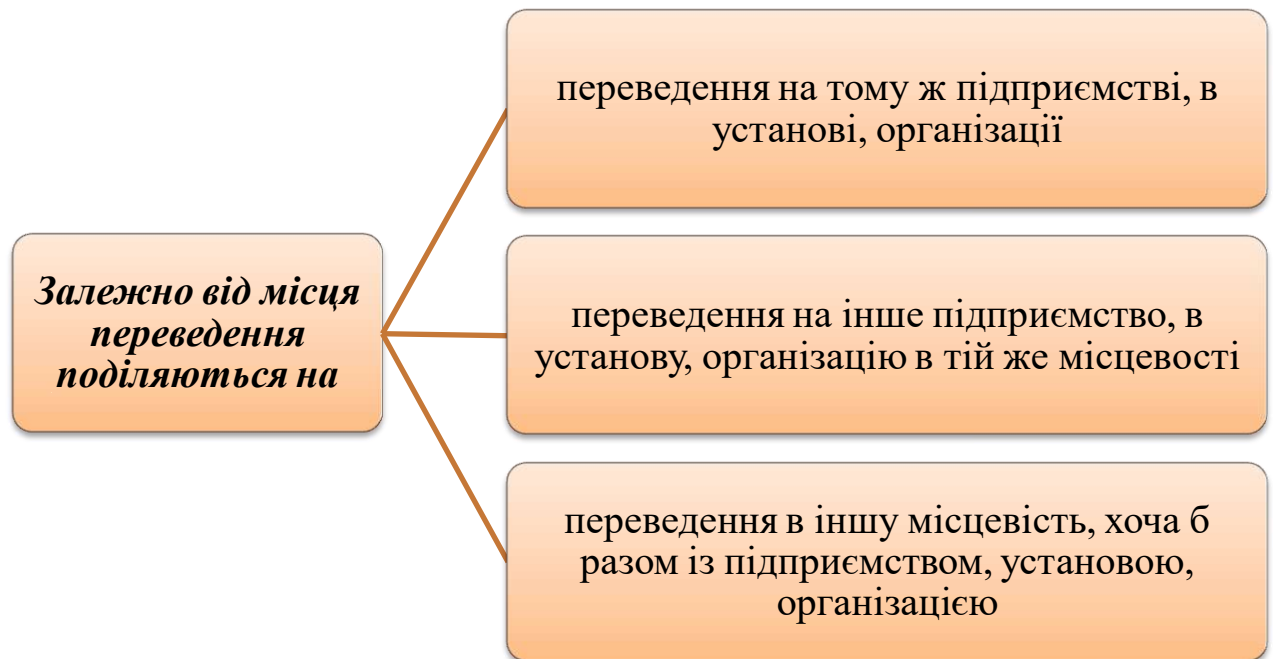 Залежно від місця
переведення
поділяються на
переведення на тому ж підприємстві, в
установі, організації
переведення на інше підприємство, в
установу, організацію в тій же місцевості
переведення в іншу місцевість, хоча б
разом із підприємством, установою,
організацією